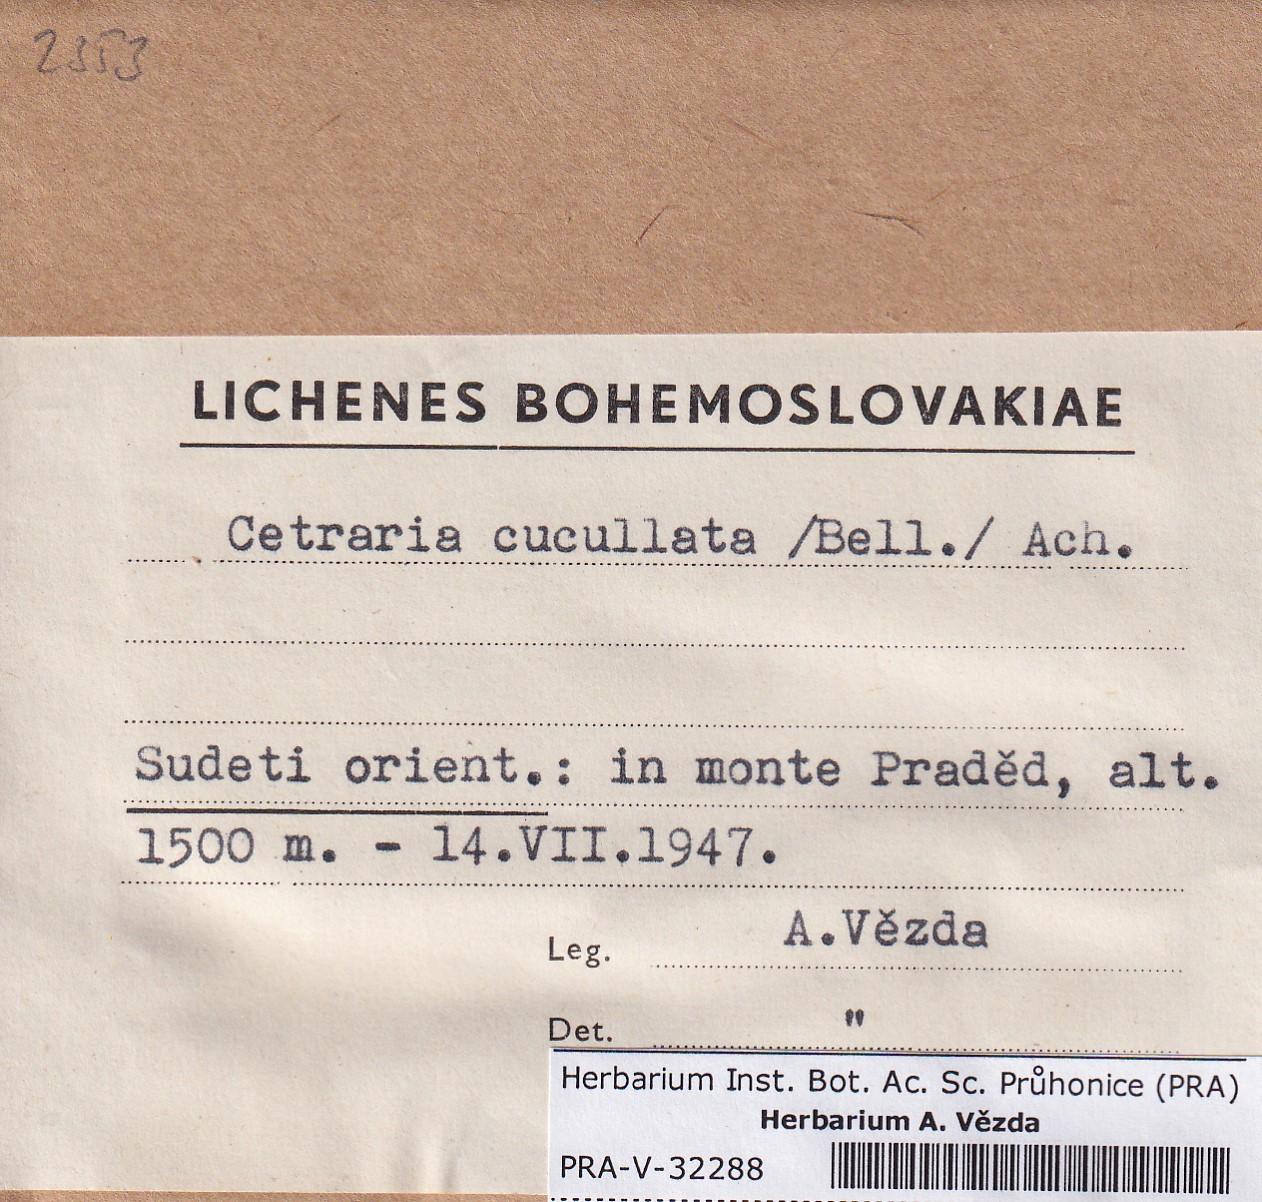 2353
LICHENES BOHEMOSLOVAKIAE
Cetraria cucullata /Bell./ Ach.
Sudeti orient.: in monte Praděd, alt.
1500 m. - 14.VII.1947.
Leg. A.Vězda
Det. "
Herbarium Inst. Bot. Ac. Sc. Průhonice (PRA)
Herbarium A. Vězda
PRA-V-32288